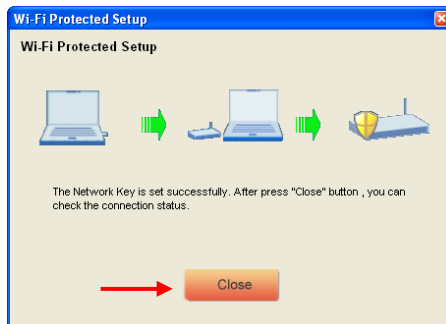 Wi-Fi Protected Setup
Wi-Fi Protected Setup
The Network Key is set successfully. After press "Close" button , you can
check the connection status.
Close